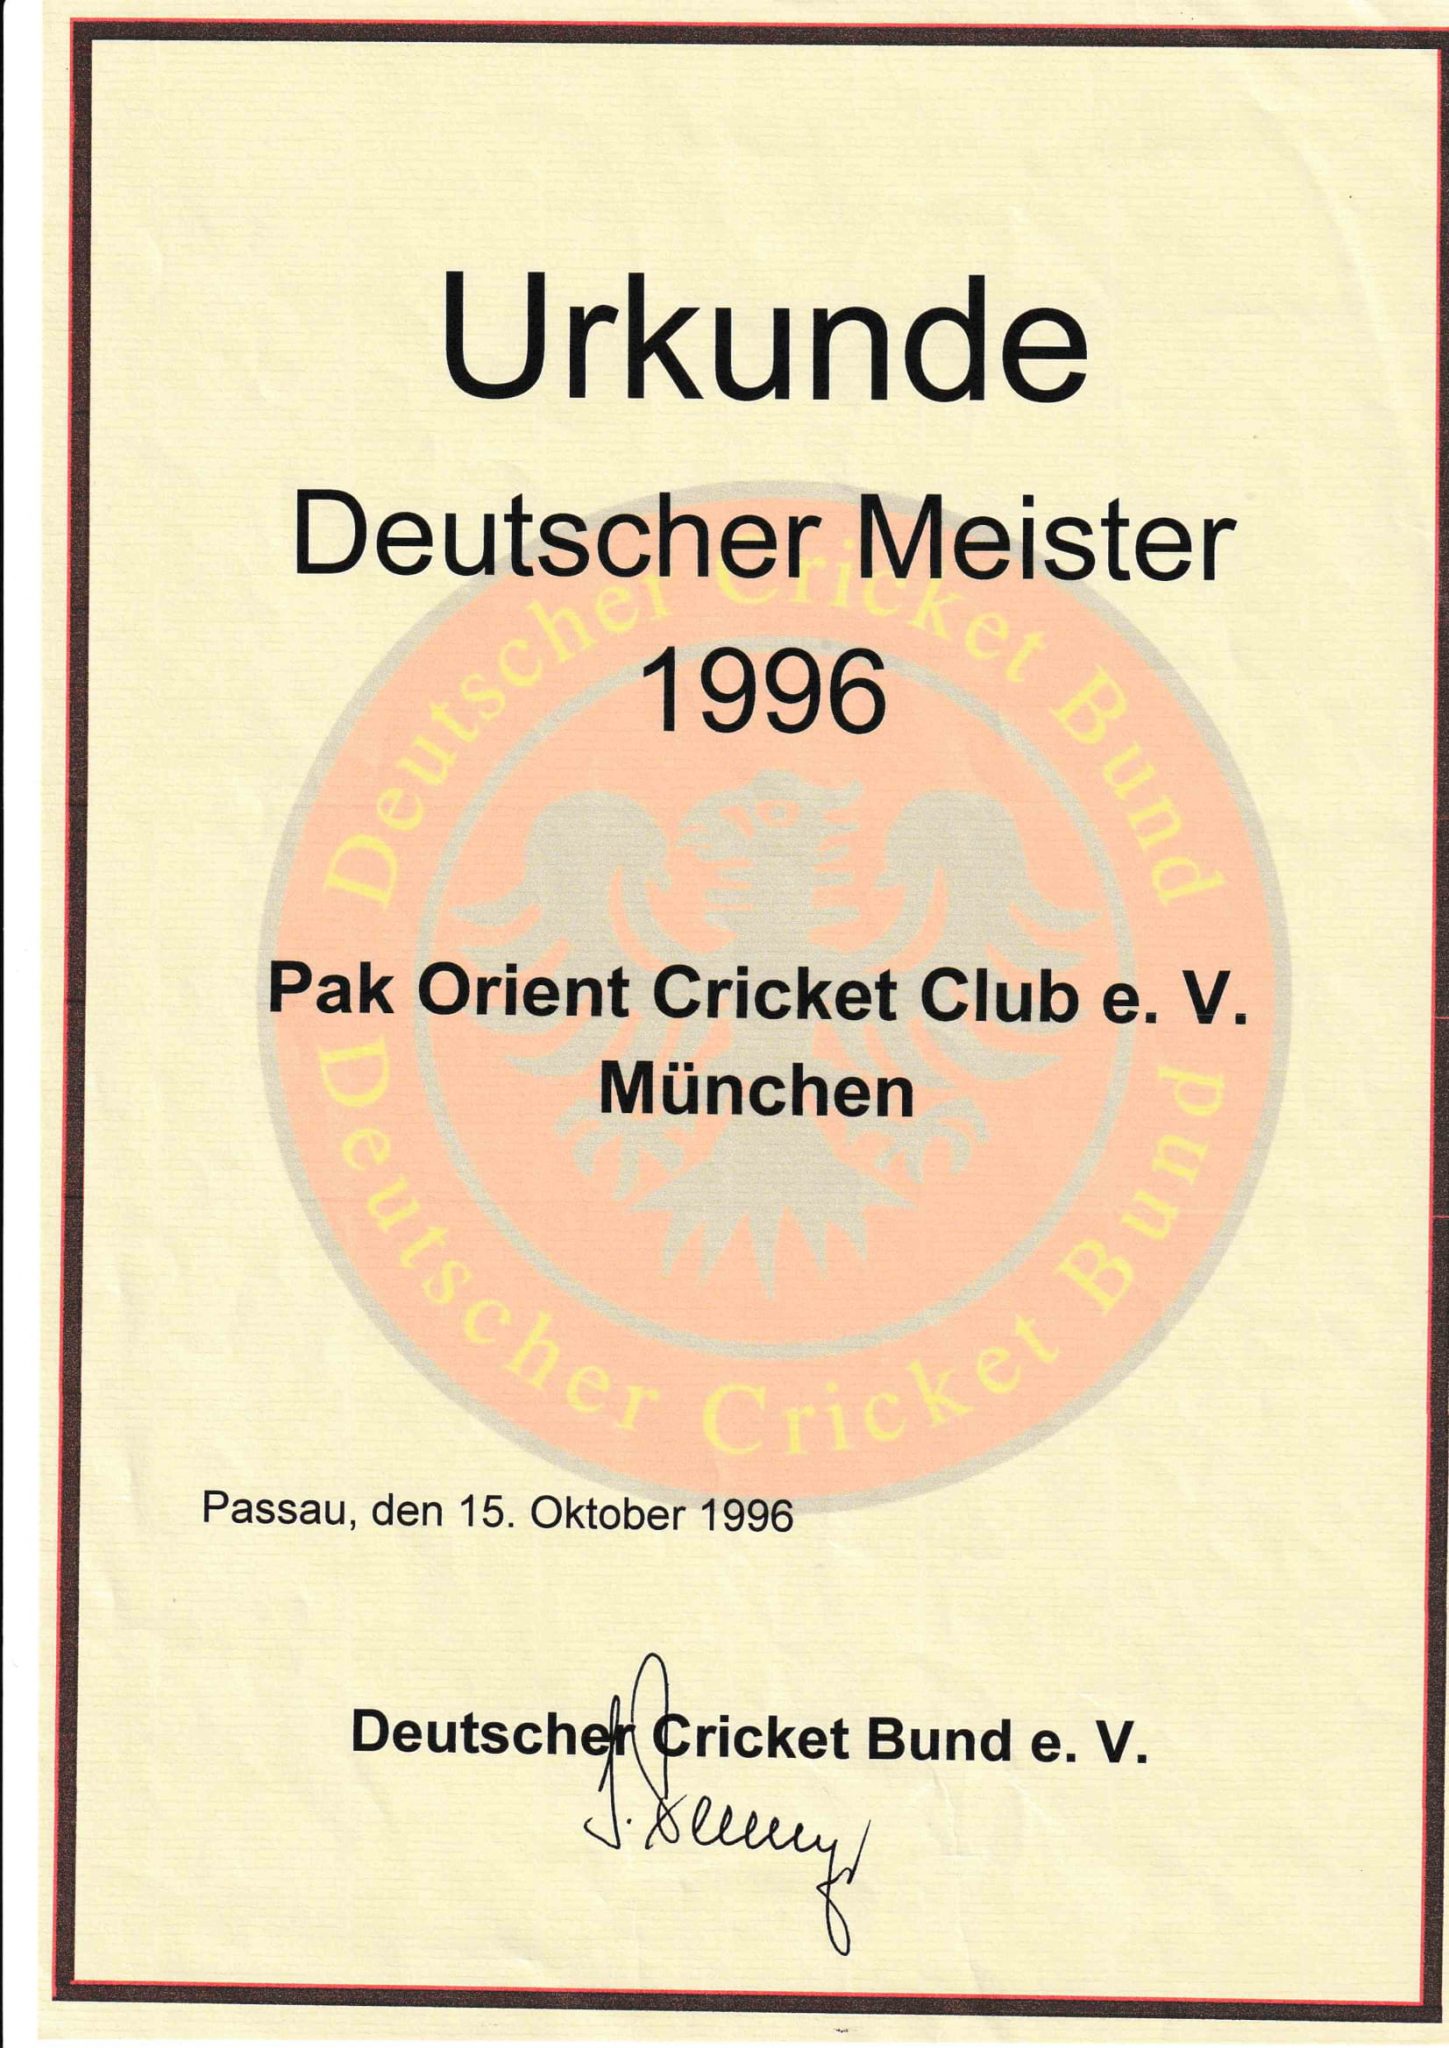 Urkunde
Deutscher Meister
1996
Deutscher Cricket Bund
Pak Orient Cricket Club e. V.
München
Deutscher Cricket Bund
Passau, den 15. Oktober 1996
Deutscher Cricket Bund e. V.